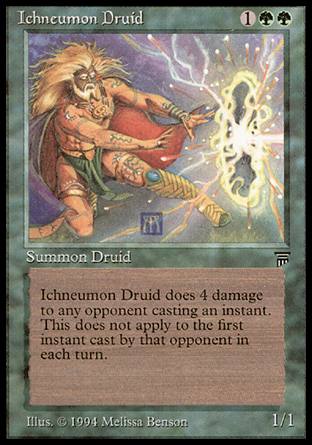 Ichneumon Druid 1
Summon Druid
Ichneumon Druid does 4 damage
to any opponent casting an instant.
This does not apply to the first
instant cast by that opponent in
each turn.
Illus. © 1994 Melissa Benson 1/1